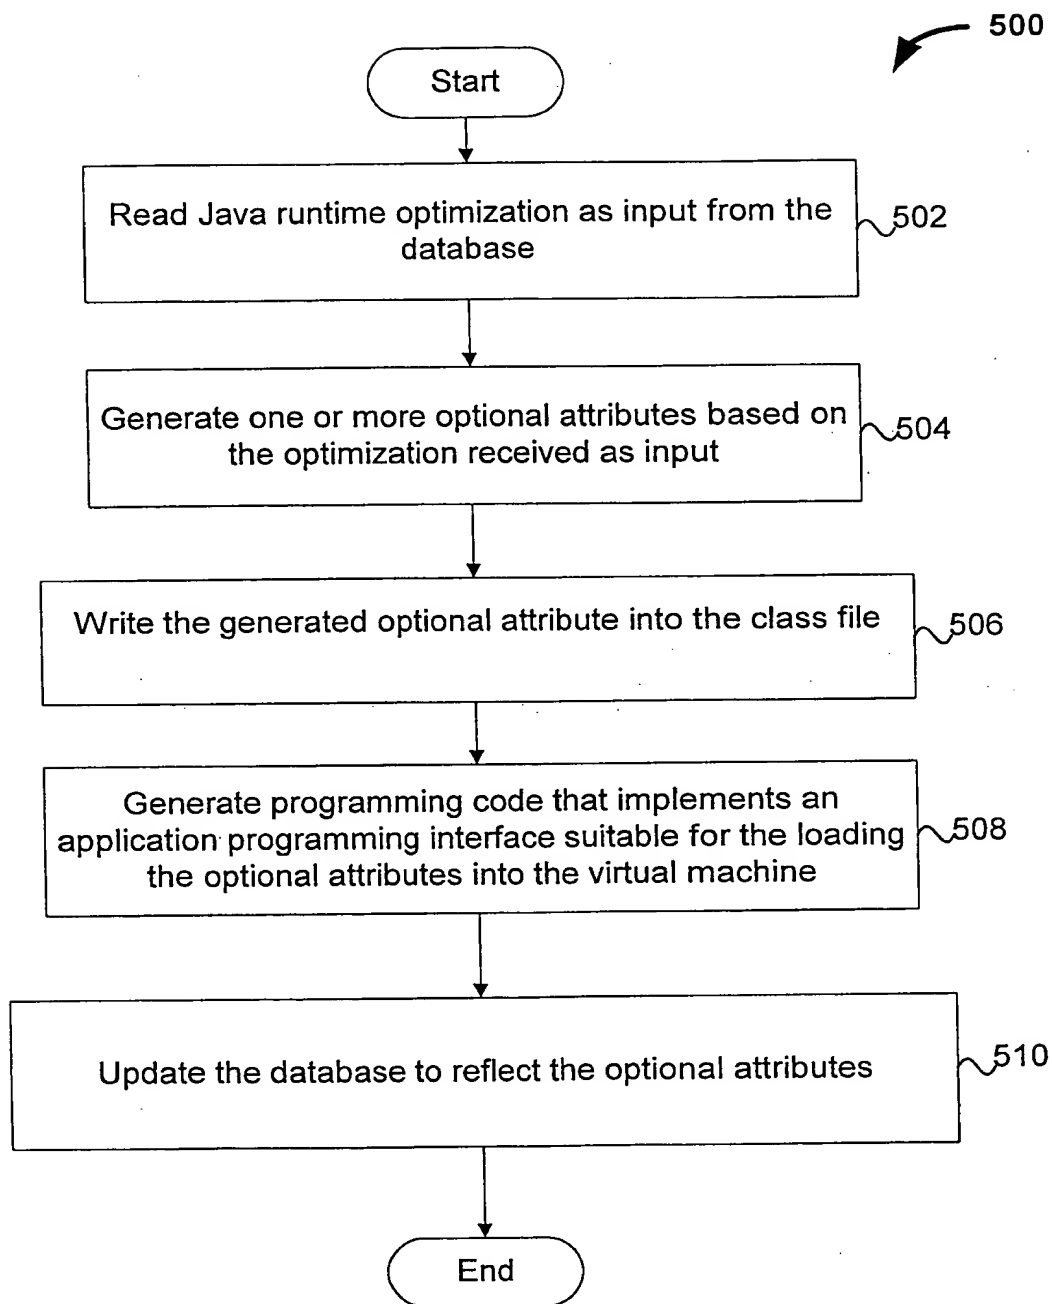 500
Start
Read Java runtime optimization as input from the
database
502
Generate one or more optional attributes based on
the optimization received as input
504
Write the generated optional attribute into the class file
506
Generate programming code that implements an
application programming interface suitable for the loading
the optional attributes into the virtual machine
508
Update the database to reflect the optional attributes
510
End